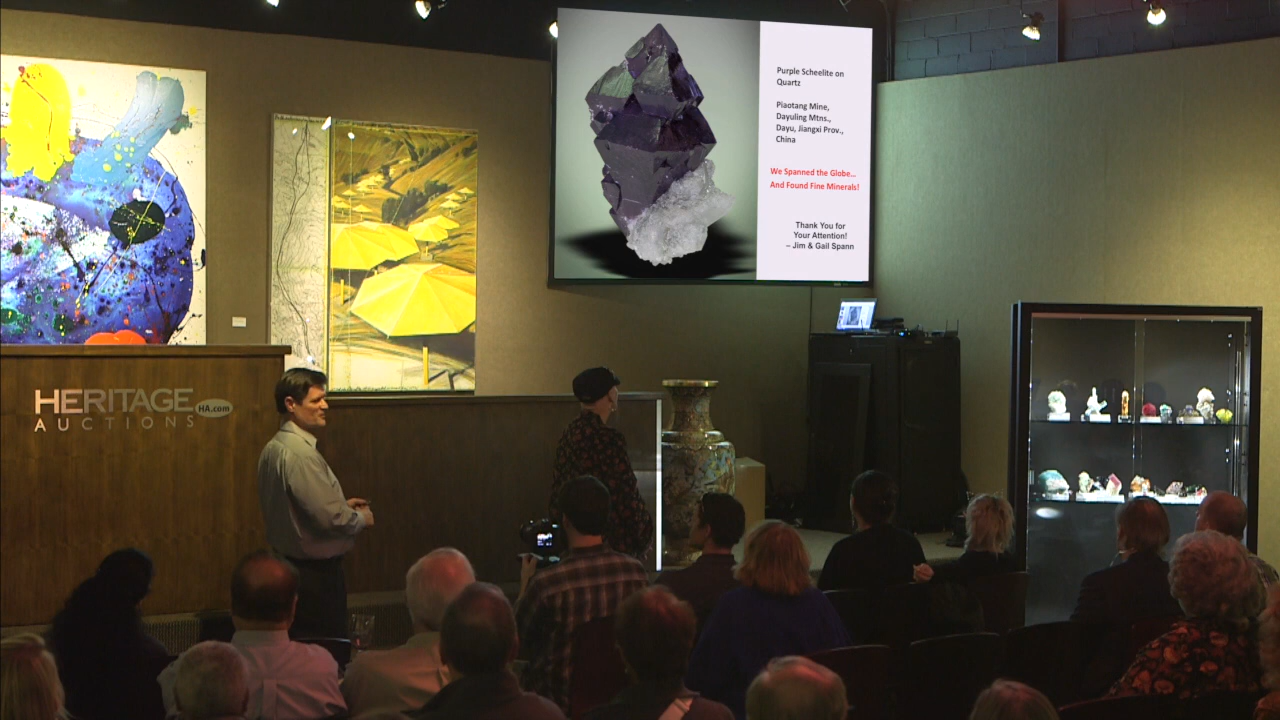 Purple Scheelite on
Quartz
Piaotang Mine,
Dayuling Mtns.,
Dayu, Jiangxi Prov.,
China
We Spanned the Globe…
And Found Fine Minerals!
Thank You for
Your Attention!
– Jim & Gail Spann
HERITAGE
HA.com
AUCTIONS